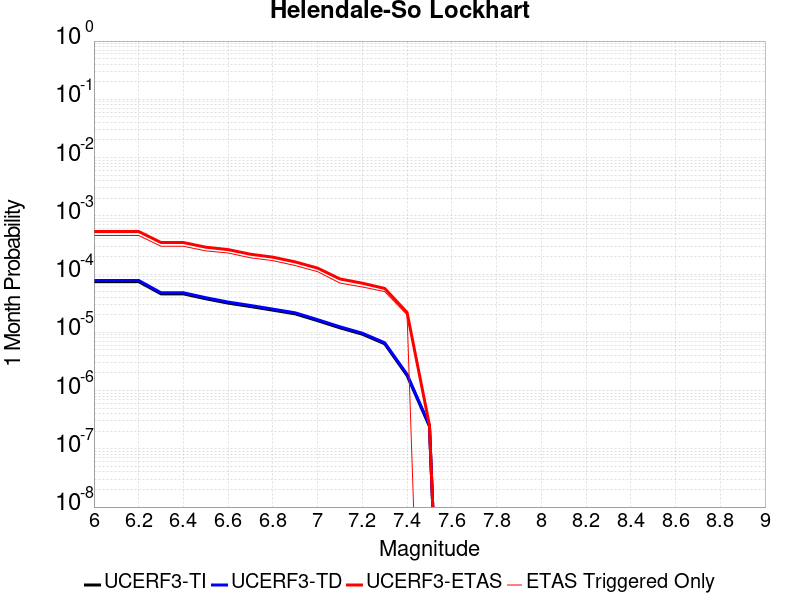 Helendale-So Lockhart
1 Month Probability
10^0
10^-1
10^-2
10^-3
10^-4
10^-5
10^-6
10^-7
10^-8
6 6.2 6.4 6.6 6.8 7 7.2 7.4 7.6 7.8 8 8.2 8.4 8.6 8.8 9
Magnitude
UCERF3-TI UCERF3-TD UCERF3-ETAS ETAS Triggered Only